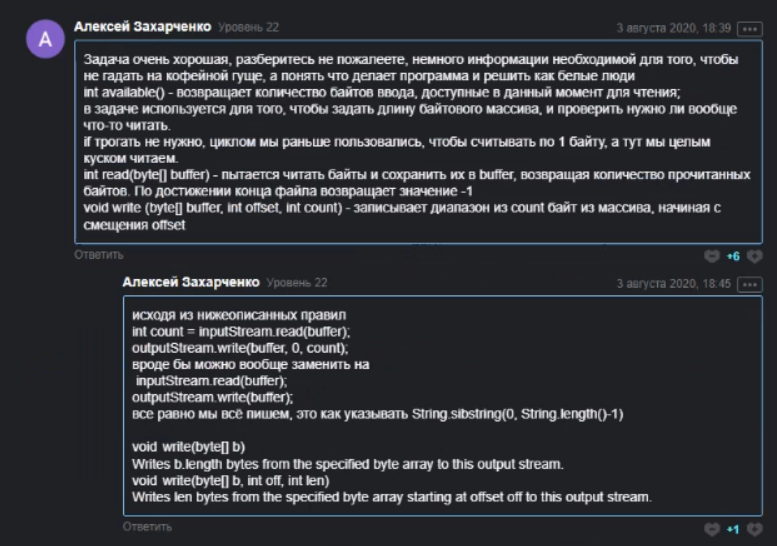 А
Алексей Захарченко Уровень 22
3 августа 2020, 18:39
Задача очень хорошая, разберитесь не пожалеете, немного информации необходимой для того, чтобы
не гадать на кофейной гуще, а понять что делает программа и решить как белые люди
int available() - возвращает количество байтов ввода, доступные в данный момент для чтения;
в задаче используется для того, чтобы задать длину байтового массива, и проверить нужно ли вообще
что-то читать.
if трогать не нужно, циклом мы раньше пользовались, чтобы считывать по 1 байту, а тут мы целым
куском читаем.
int read(byte[] buffer) - пытается читать байты и сохранить их в buffer, возвращая количество прочитанных
байтов. По достижении конца файла возвращает значение -1
void write (byte[] buffer, int offset, int count) - записывает диапазон из count байт из массива, начиная с
смещения offset
Ответить
+6
Алексей Захарченко Уровень 22
3 августа 2020, 18:45
исходя из нижеописанных правил
int count = inputStream.read(buffer);
outputStream.write(buffer, 0, count);
вроде бы можно вообще заменить на
inputStream.read(buffer);
outputStream.write(buffer);
все равно мы всё пишем, это как указывать String.sibstring(0, String.length()-1)
void write(byte[] b)
Writes b.length bytes from the specified byte array to this output stream.
void write(byte[] b, int off, int len)
Writes len bytes from the specified byte array starting at offset off to this output stream.
Ответить
+1